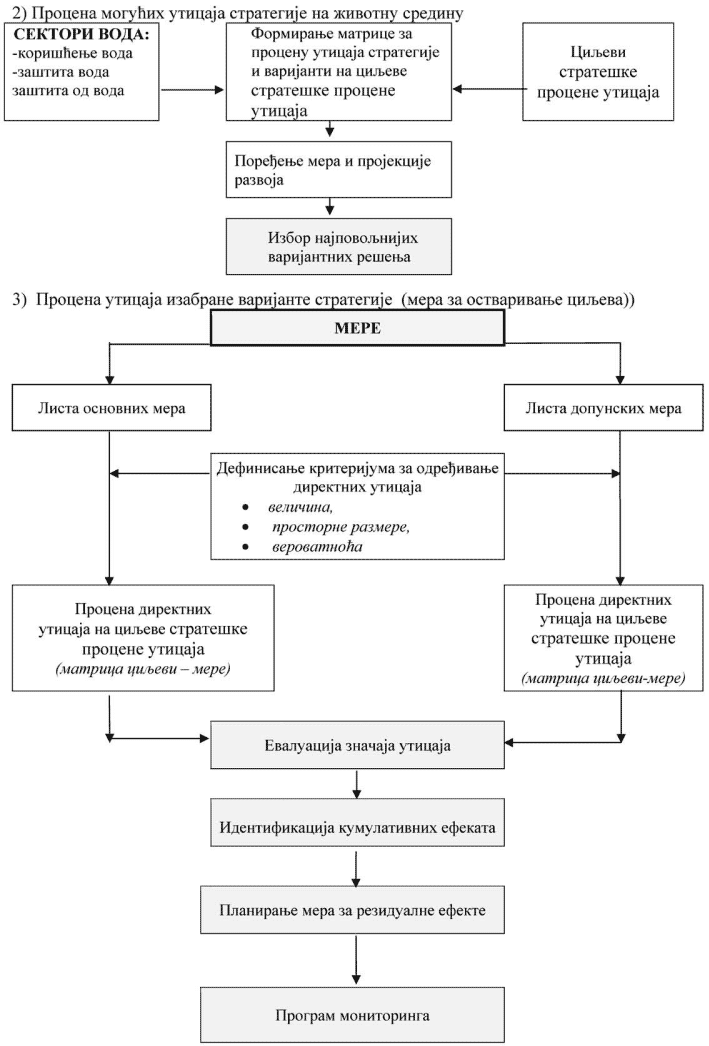 2) Процена могућих утицаја стратегије на животну средину
СЕКТОРИ ВОДА:
-коришћење вода
-заштита вода
заштита од вода
Формирање матрице за
процену утицаја стратегије
и варијанти на циљеве
стратешке процене
утицаја
Циљеви
стратешке
процене утицаја
Поређење мера и пројекције
развоја
Избор најповољнијих
варијантних решења
3) Процена утицаја изабране варијанте стратегије (мера за остваривање циљева))
МЕРЕ
Листа основних мера
Листа допунских мера
Дефинисање критеријума за одређивање
директних утицаја
• величина,
• просторне размере,
• вероватноћа
Процена директних
утицаја на циљеве стратешке
процене утицаја
(матрица циљеви – мере)
Процена директних
утицаја на циљеве
стратешке процене
утицаја
(матрица циљеви-мере)
Евалуација значаја утицаја
Идентификација кумулативних ефеката
Планирање мера за резидуалне ефекте
Програм мониторинга